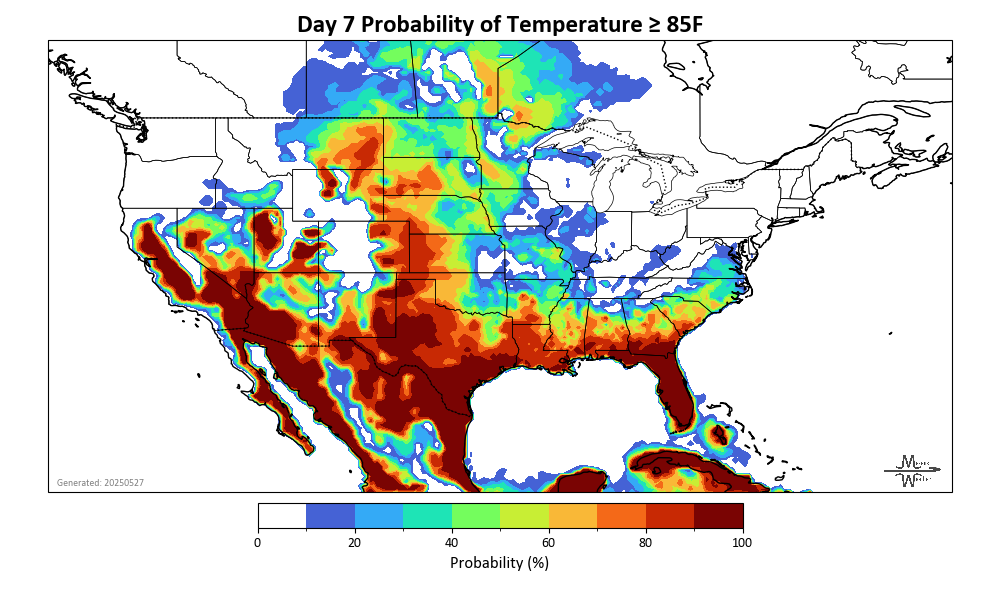 Day 7 Probability of Temperature ≥ 85F
Generated: 20250527
0 20 40 60 80 100
Probability (%)